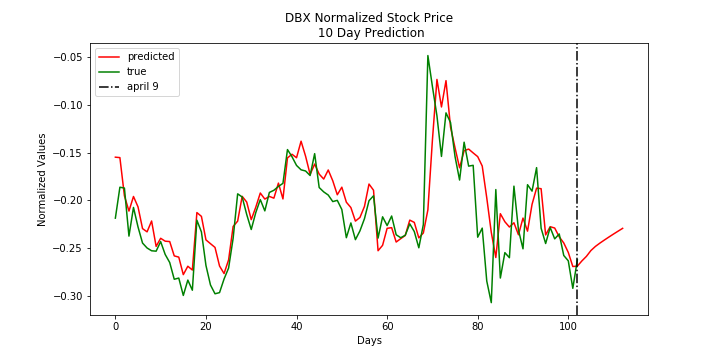 DBX Normalized Stock Price
10 Day Prediction
predicted
true
april 9
Normalized Values
−0.05
−0.10
−0.15
−0.20
−0.25
−0.30
0
20
40
60
80
100
Days